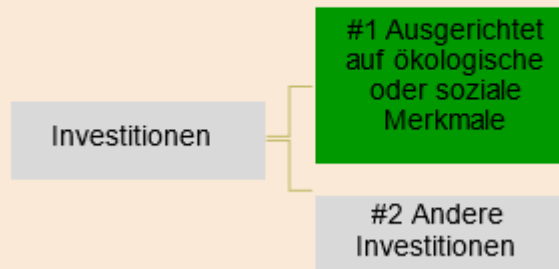 #1 Ausgerichtet
auf ökologische
oder soziale
Merkmale
Investitionen
#2 Andere
Investitionen